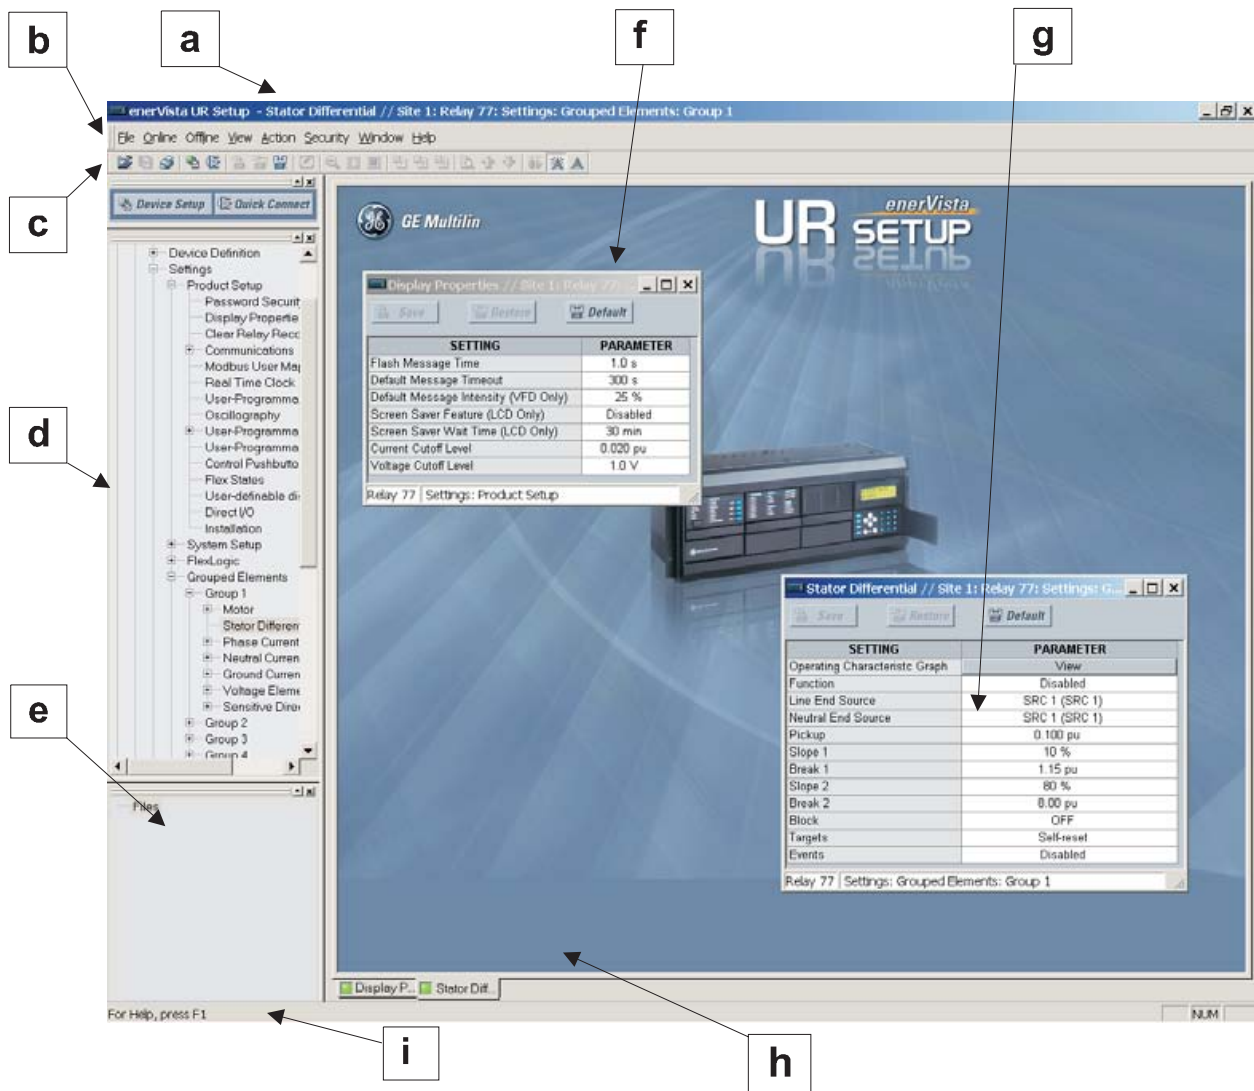 b
a
f
g
enerVista UR Setup - Stator Differential // Site 1: Relay 77: Settings: Grouped Elements: Group 1
File Online Offline View Action Security Window Help
c
Device Setup Quick Connect
GE Multilin
UR enerVista SETUP
Device Definition
Settings
Product Setup
Password Securit
Display Propertie
Clear Relay Reco
Communications
Modbus User Map
Real Time Clock
User-Programma
Oscillography
User-Programma
User-Programma
Control Pushbutto
Flex States
User-definable di
Direct I/O
Installation
System Setup
FlexLogic
Grouped Elements
Group 1
Motor
Stator Differen
Phase Current
Neutral Curren
Ground Curren
Voltage Eleme
Sensitive Direc
Group 2
Group 3
Group 4
d
Display Properties // Site 1: Relay 77:
Save Restore Default
SETTING PARAMETER
Flash Message Time 1.0 s
Default Message Timeout 300 s
Default Message Intensity (VFD Only) 25 %
Screen Saver Feature (LCD Only) Disabled
Screen Saver Wait Time (LCD Only) 30 min
Current Cutoff Level 0.020 pu
Voltage Cutoff Level 1.0 V
Relay 77 Settings: Product Setup
Stator Differential // Site 1: Relay 77: Settings: G...
Save Restore Default
SETTING PARAMETER
Operating Characteristic Graph View
Function Disabled
Line End Source SRC 1 (SRC 1)
Neutral End Source SRC 1 (SRC 1)
Pickup 0.100 pu
Slope 1 10 %
Break 1 1.15 pu
Slope 2 80 %
Break 2 8.00 pu
Block OFF
Targets Self-reset
Events Disabled
Relay 77 Settings: Grouped Elements: Group 1
e
Files
Display P... Stator Diff...
For Help, press F1
NUM
i
h